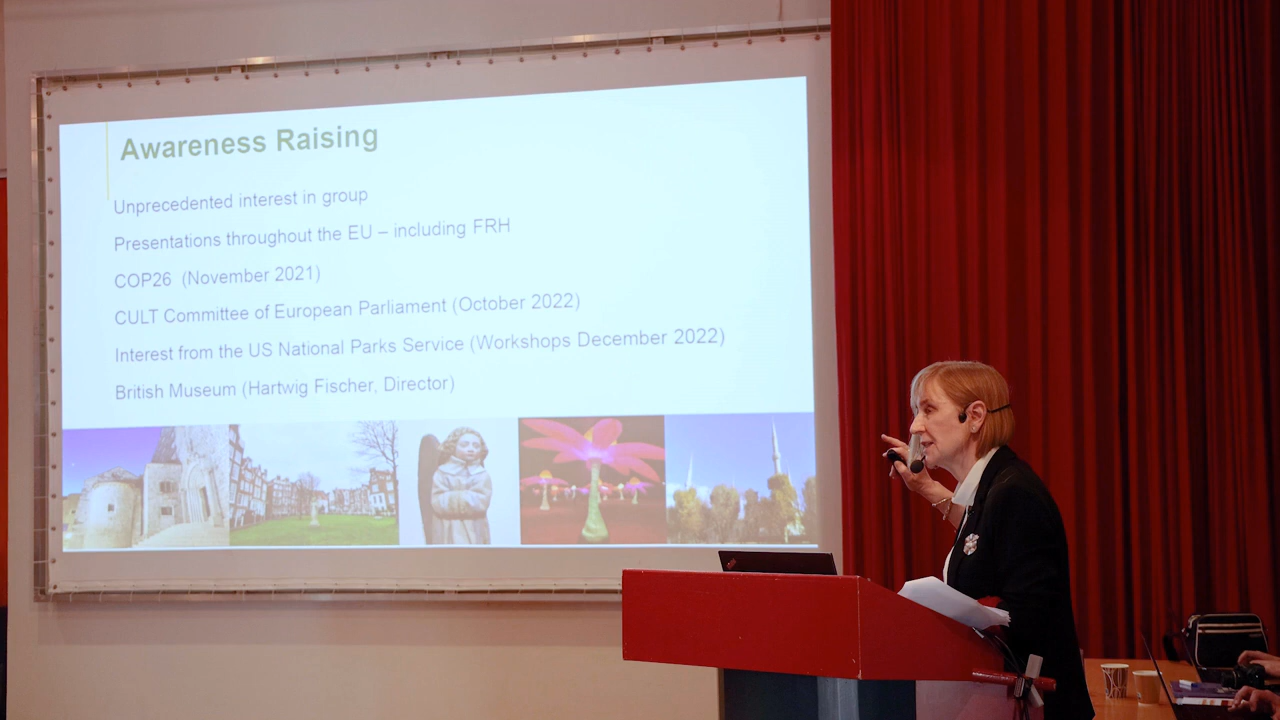 Awareness Raising
Unprecedented interest in group
Presentations throughout the EU – including FRH
COP26 (November 2021)
CULT Committee of European Parliament (October 2022)
Interest from the US National Parks Service (Workshops December 2022)
British Museum (Hartwig Fischer, Director)